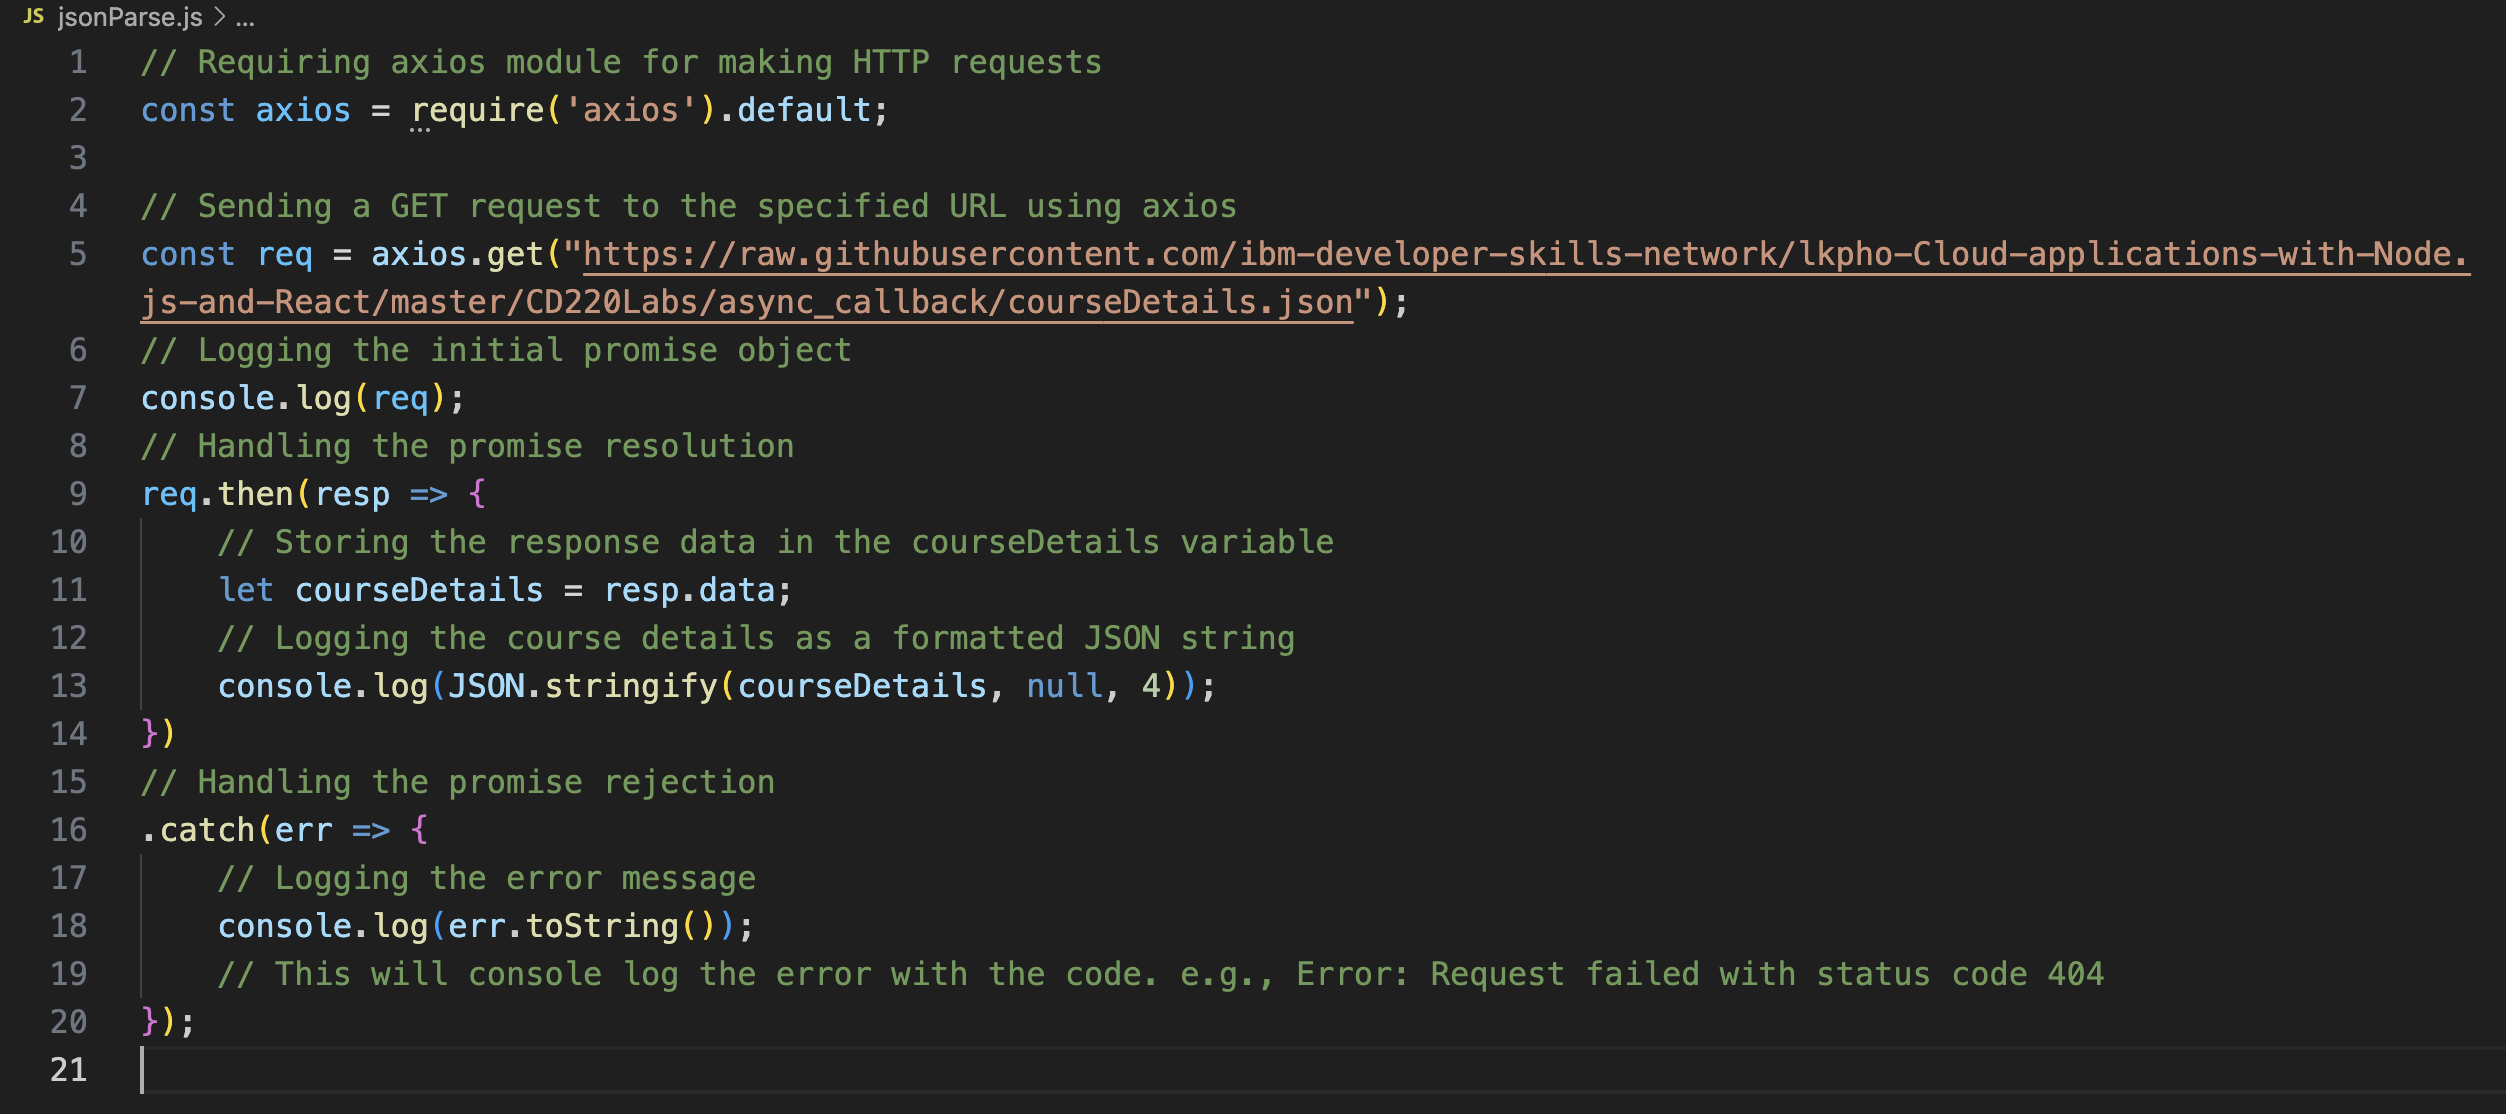 JS jsonParse.js > ...
1 // Requiring axios module for making HTTP requests
2 const axios = require('axios').default;
3
4 // Sending a GET request to the specified URL using axios
5 const req = axios.get("https://raw.githubusercontent.com/ibm-developer-skills-network/lkpho-Cloud-applications-with-Node.
js-and-React/master/CD220Labs/async_callback/courseDetails.json");
6 // Logging the initial promise object
7 console.log(req);
8 // Handling the promise resolution
9 req.then(resp => {
10     // Storing the response data in the courseDetails variable
11     let courseDetails = resp.data;
12     // Logging the course details as a formatted JSON string
13     console.log(JSON.stringify(courseDetails, null, 4));
14 })
15 // Handling the promise rejection
16 .catch(err => {
17     // Logging the error message
18     console.log(err.toString());
19     // This will console log the error with the code. e.g., Error: Request failed with status code 404
20 });
21